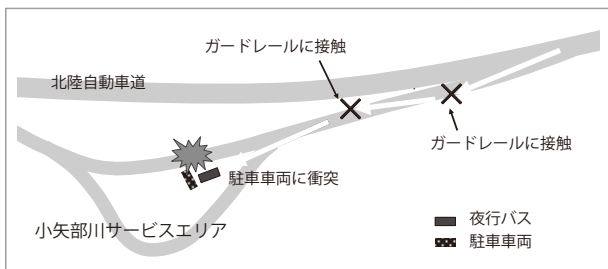 ガードレールに接触
北陸自動車道
ガードレールに接触
駐車車両に衝突
小矢部川サービスエリア
夜行バス
駐車車両